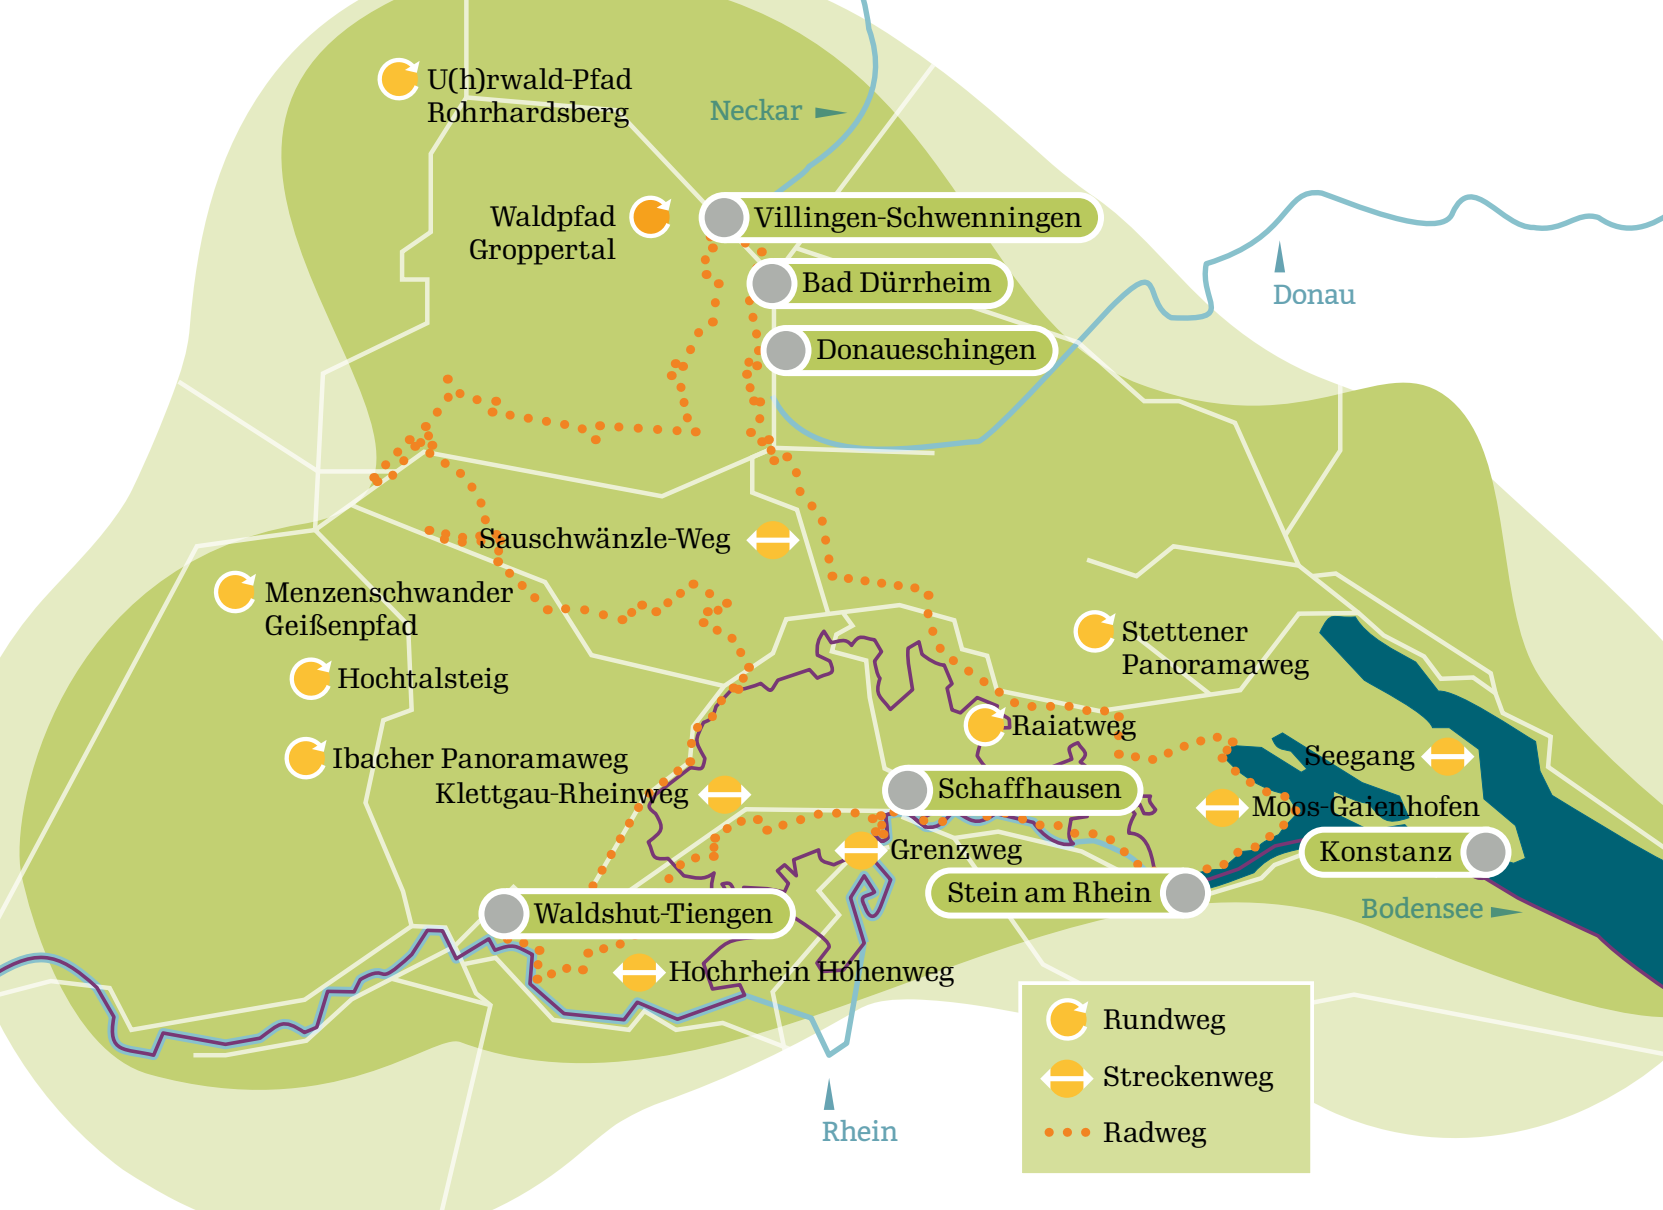 U(h)rwald-Pfad
Rohrhardsberg
Neckar
Waldpfad
Groppertal
Villingen-Schwenningen
Bad Dürrheim
Donau
Donaueschingen
Sauschwänzle-Weg
Menzenschwander
Geißenpfad
Stettener
Panoramaweg
Hochtalsteig
Raiatweg
Ibacher Panoramaweg
Seegang
Klettgau-Rheinweg
Schaffhausen
Moos-Gaienhofen
Grenzweg
Konstanz
Stein am Rhein
Waldshut-Tiengen
Bodensee
Hochrhein Höhenweg
Rhein
Rundweg
Streckenweg
Radweg